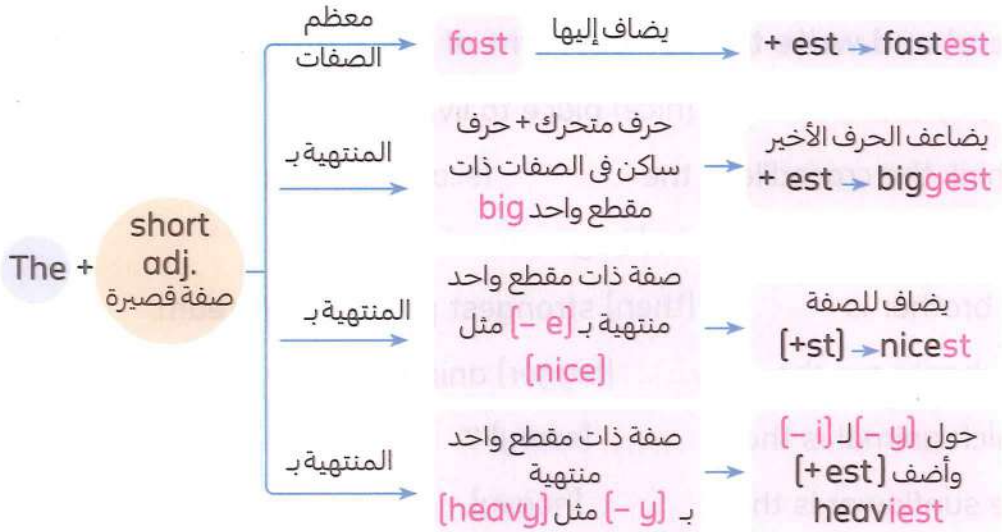 معظم
الصفات
fast
يضاف إليها
+ est → fastest
المنتهية بـ
حرف متحرك + حرف
ساكن فى الصفات ذات
مقطع واحد big
يضاعف الحرف الأخير
+ est → biggest
The +
short
adj.
صفة قصيرة
المنتهية بـ
صفة ذات مقطع واحد
منتهية بـ (– e) مثل
(nice)
يضاف للصفة
(+st) → nicest
المنتهية بـ
صفة ذات مقطع واحد
منتهية
بـ (– y) مثل (heavy)
حول (– y) لـ (– i)
وأضف (+est)
heaviest